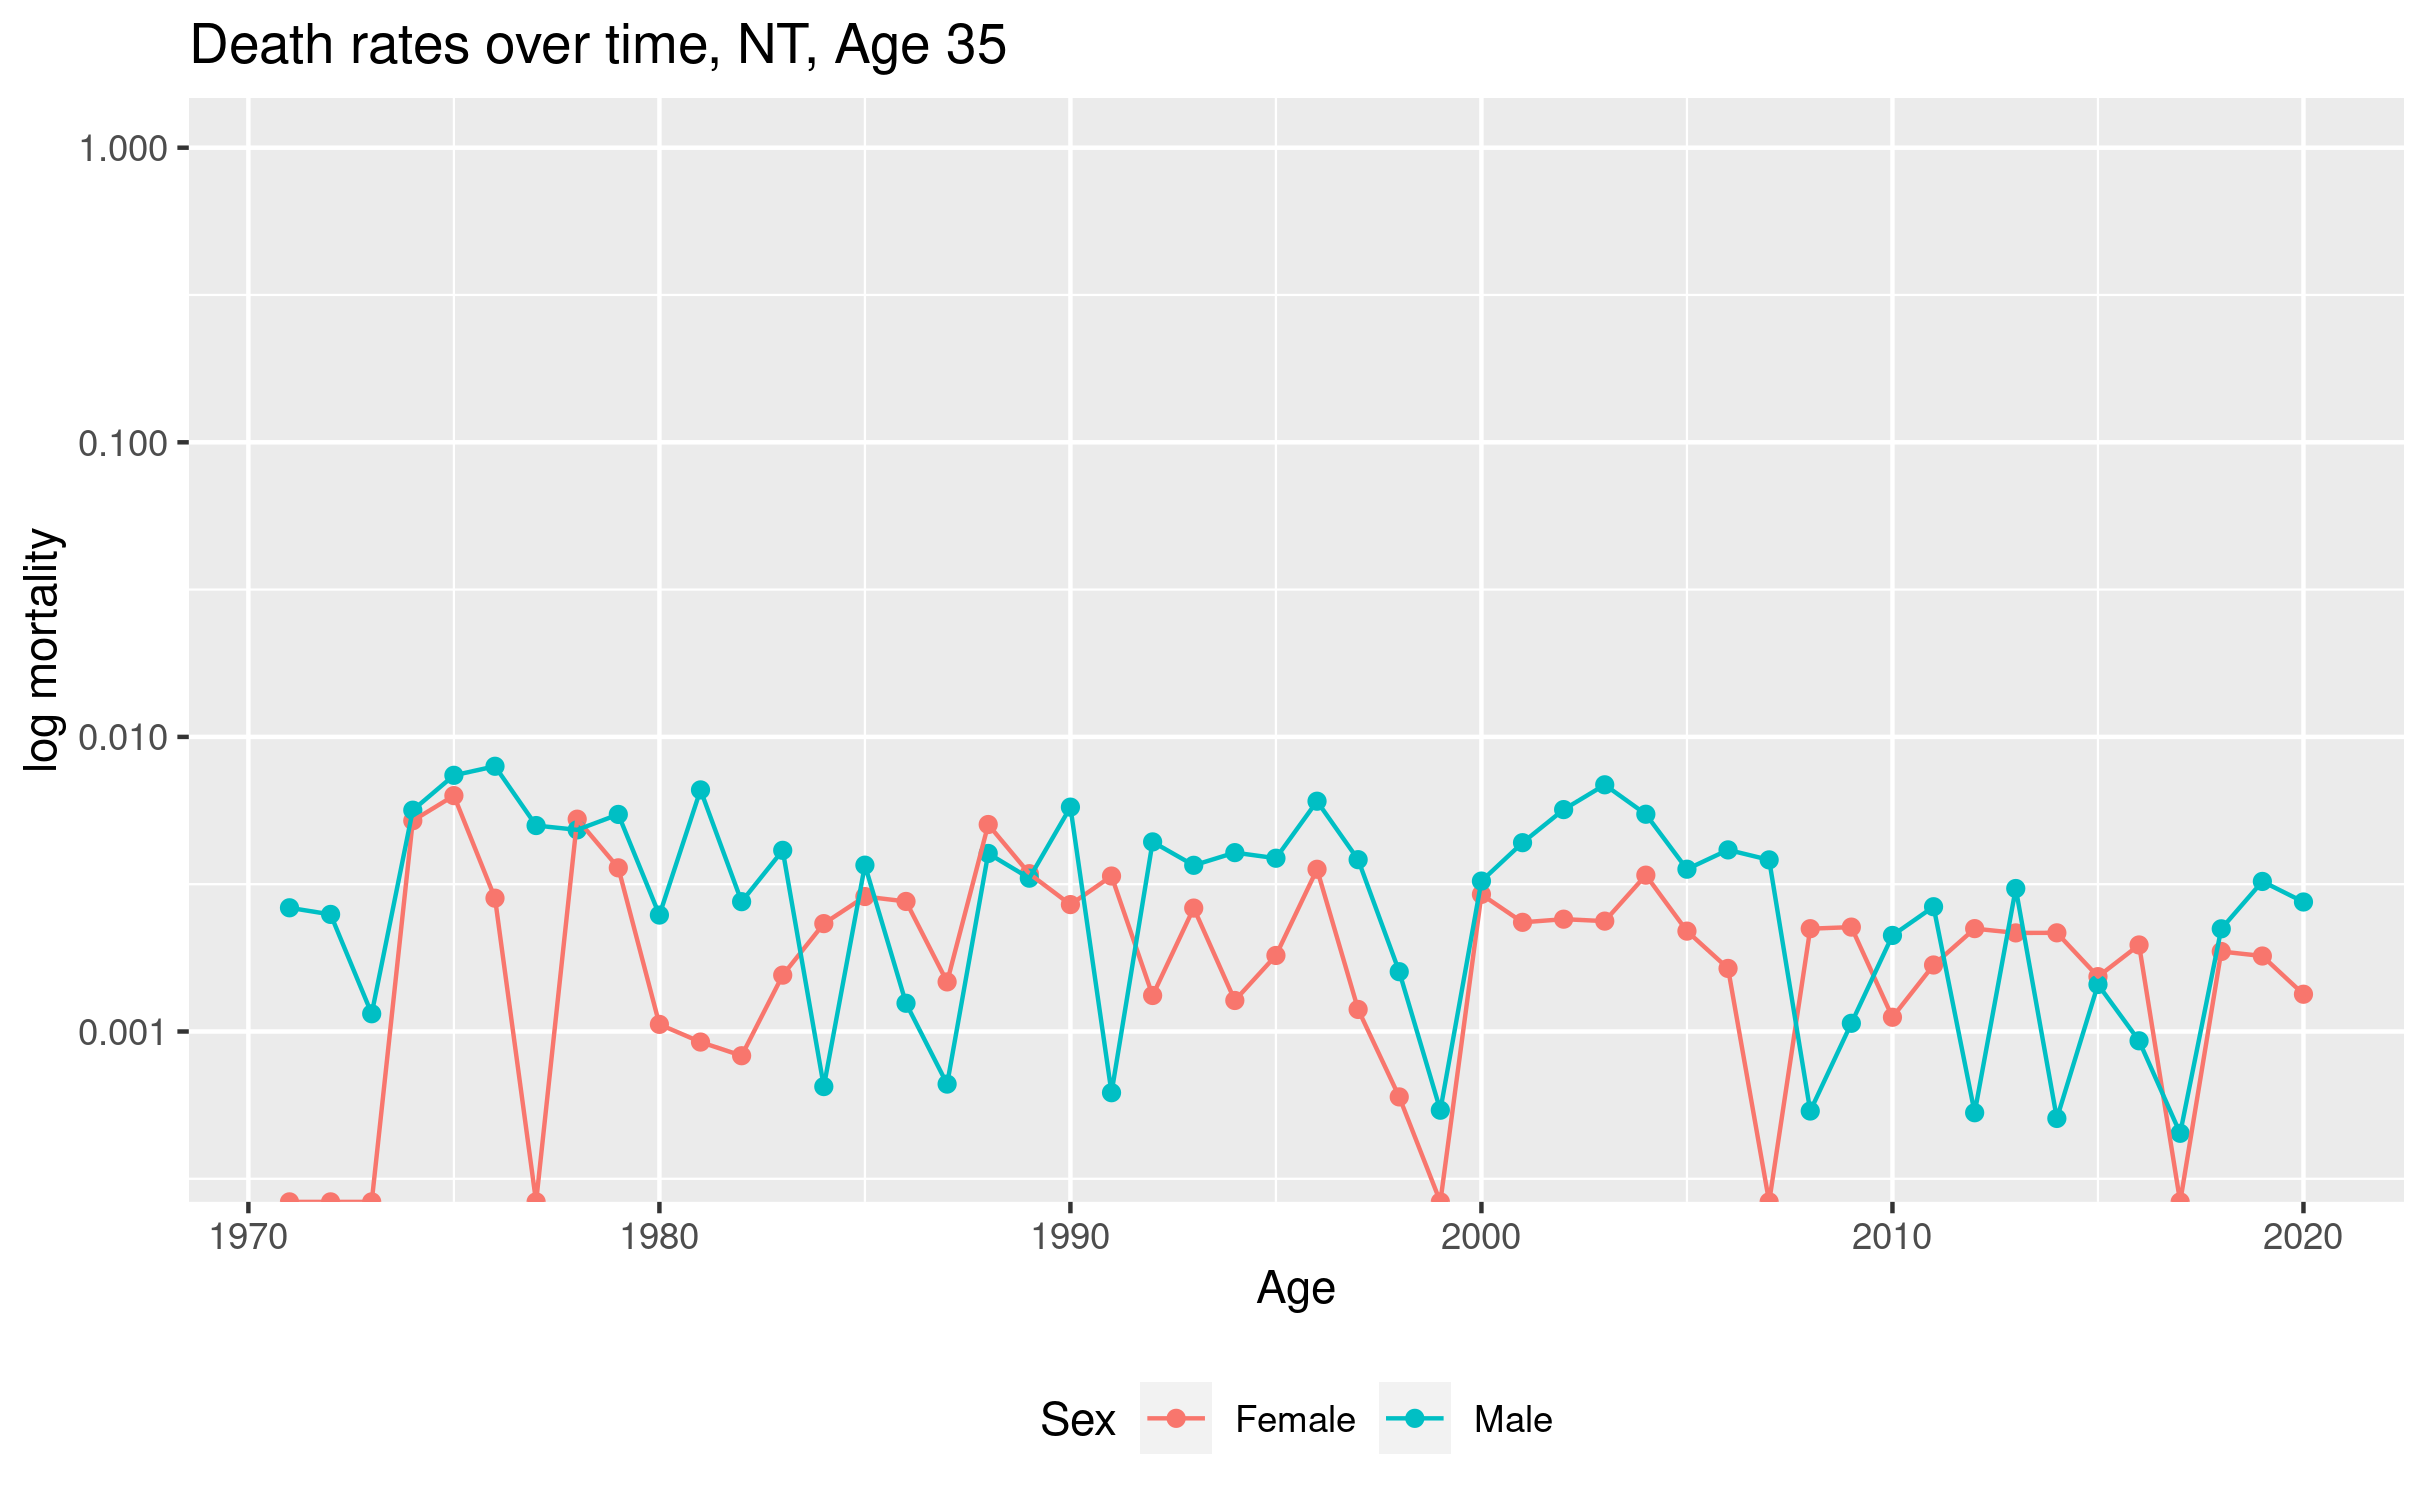 Death rates over time, NT, Age 35
log mortality
1.000
0.100
0.010
0.001
1970 1980 1990 2000 2010 2020
Age
Sex Female Male